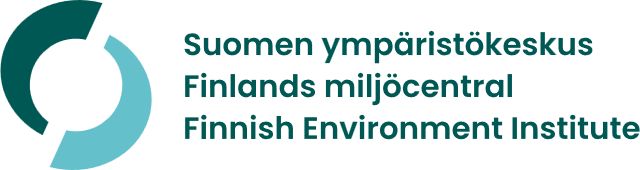 Suomen ympäristökeskus
Finlands miljöcentral
Finnish Environment Institute